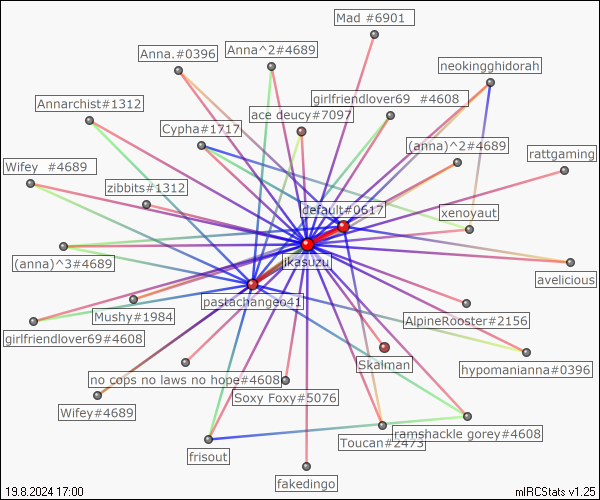 Mad #6901
Anna.#0396
Anna^2#4689
neokingghidorah
Annarchist#1312
girlfriendlover69 #4608
ace deucy#7097
Cypha#1717
(anna)^2#4689
rattgaming
Wifey #4689
zibbits#1312
default#0617
xenoyaut
jikasuzu
(anna)^3#4689
avelicious
pastachangeo41
Mushy#1984
AlpineRooster#2156
girlfriendlover69#4608
Skalman
hypomanianna#0396
no cops no laws no hope#4608
Soxy Foxy#5076
Wifey#4689
ramshackle gorey#4608
Toucan#2473
frisout
fakedingo
19.8.2024 17:00
mIRCStats v1.25